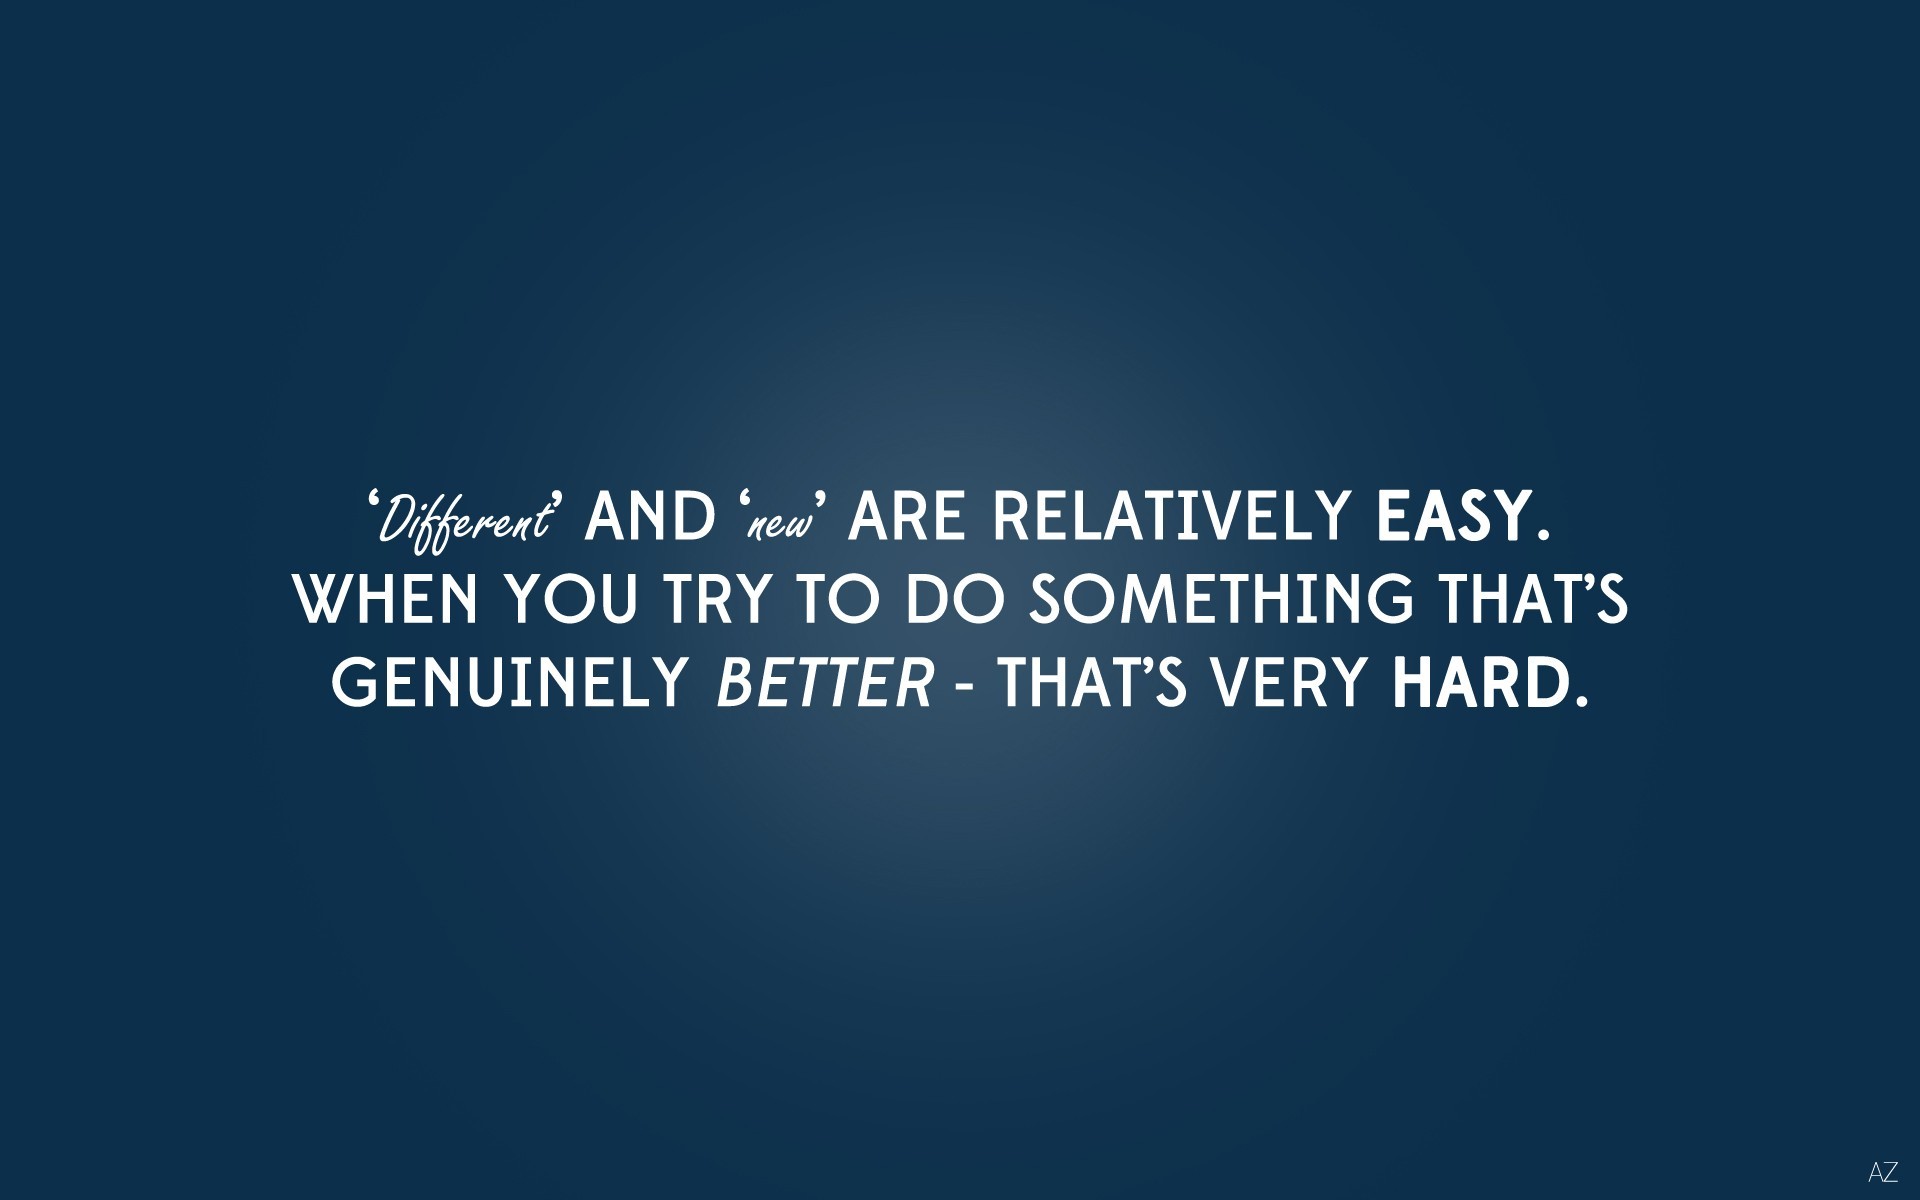 ‘Different’ AND ‘new’ ARE RELATIVELY EASY.
WHEN YOU TRY TO DO SOMETHING THAT’S
GENUINELY BETTER - THAT’S VERY HARD.
AZ